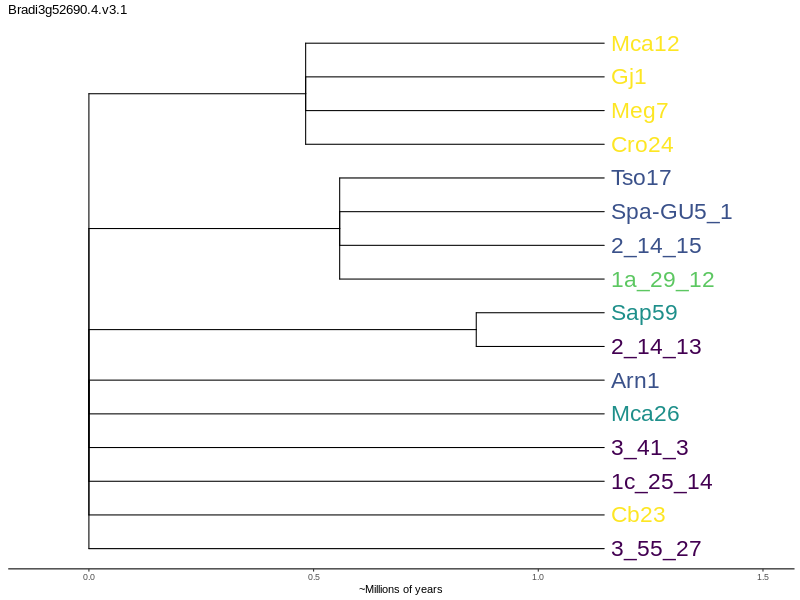 Bradi3g52690.4.v3.1
Mca12
Gj1
Meg7
Cro24
Tso17
Spa-GU5_1
2_14_15
1a_29_12
Sap59
2_14_13
Arn1
Mca26
3_41_3
1c_25_14
Cb23
3_55_27
0.0 0.5 1.0 1.5
~Millions of years